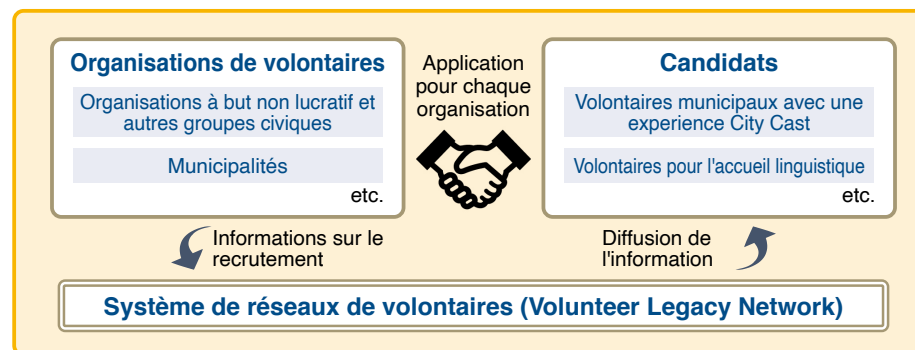 Organisations de volontaires
Organisations à but non lucratif et
autres groupes civiques
Municipalités
etc.
Application
pour chaque
organisation
Candidats
Volontaires municipaux avec une
experience City Cast
Volontaires pour l'accueil linguistique
etc.
Informations sur le
recrutement
Diffusion de
l'information
Système de réseaux de volontaires (Volunteer Legacy Network)